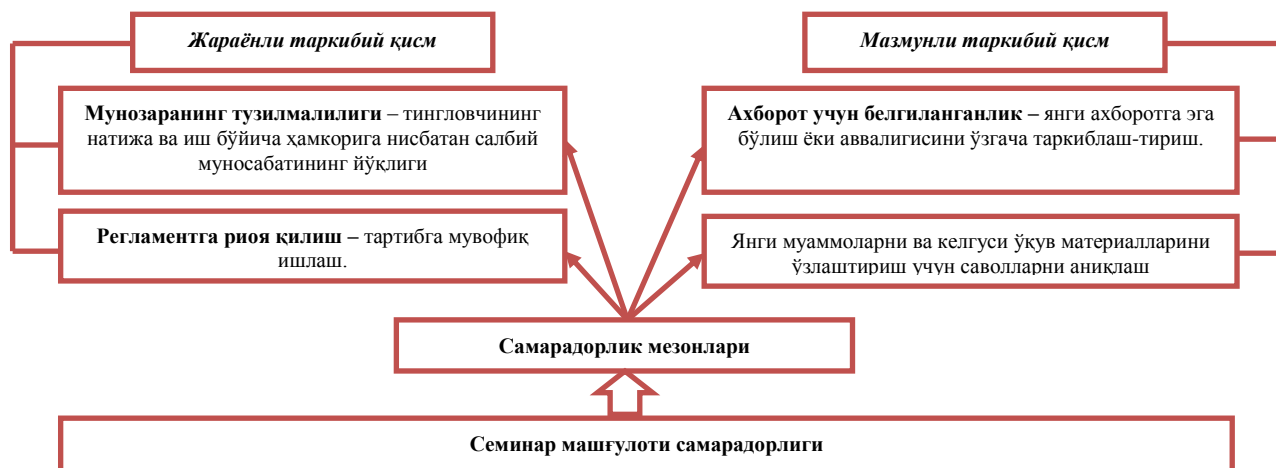 Жараёнли таркибий қисм
Мазмунли таркибий қисм
Мунозаранинг тузилмалилиги – тингловчининг
натижа ва иш бўйича ҳамкорига нисбатан салбий
муносабатининг йўқлиги
Ахборот учун белгиланганлик – янги ахборотга эга
бўлиш ёки аввалигисини ўзгача таркиблаш-тириш.
Регламентга риоя қилиш – тартибга мувофиқ
ишлаш.
Янги муаммоларни ва келгуси ўқув материалларини
ўзлаштириш учун саволларни аниқлаш
Самарадорлик мезонлари
Семинар машғулоти самарадорлиги